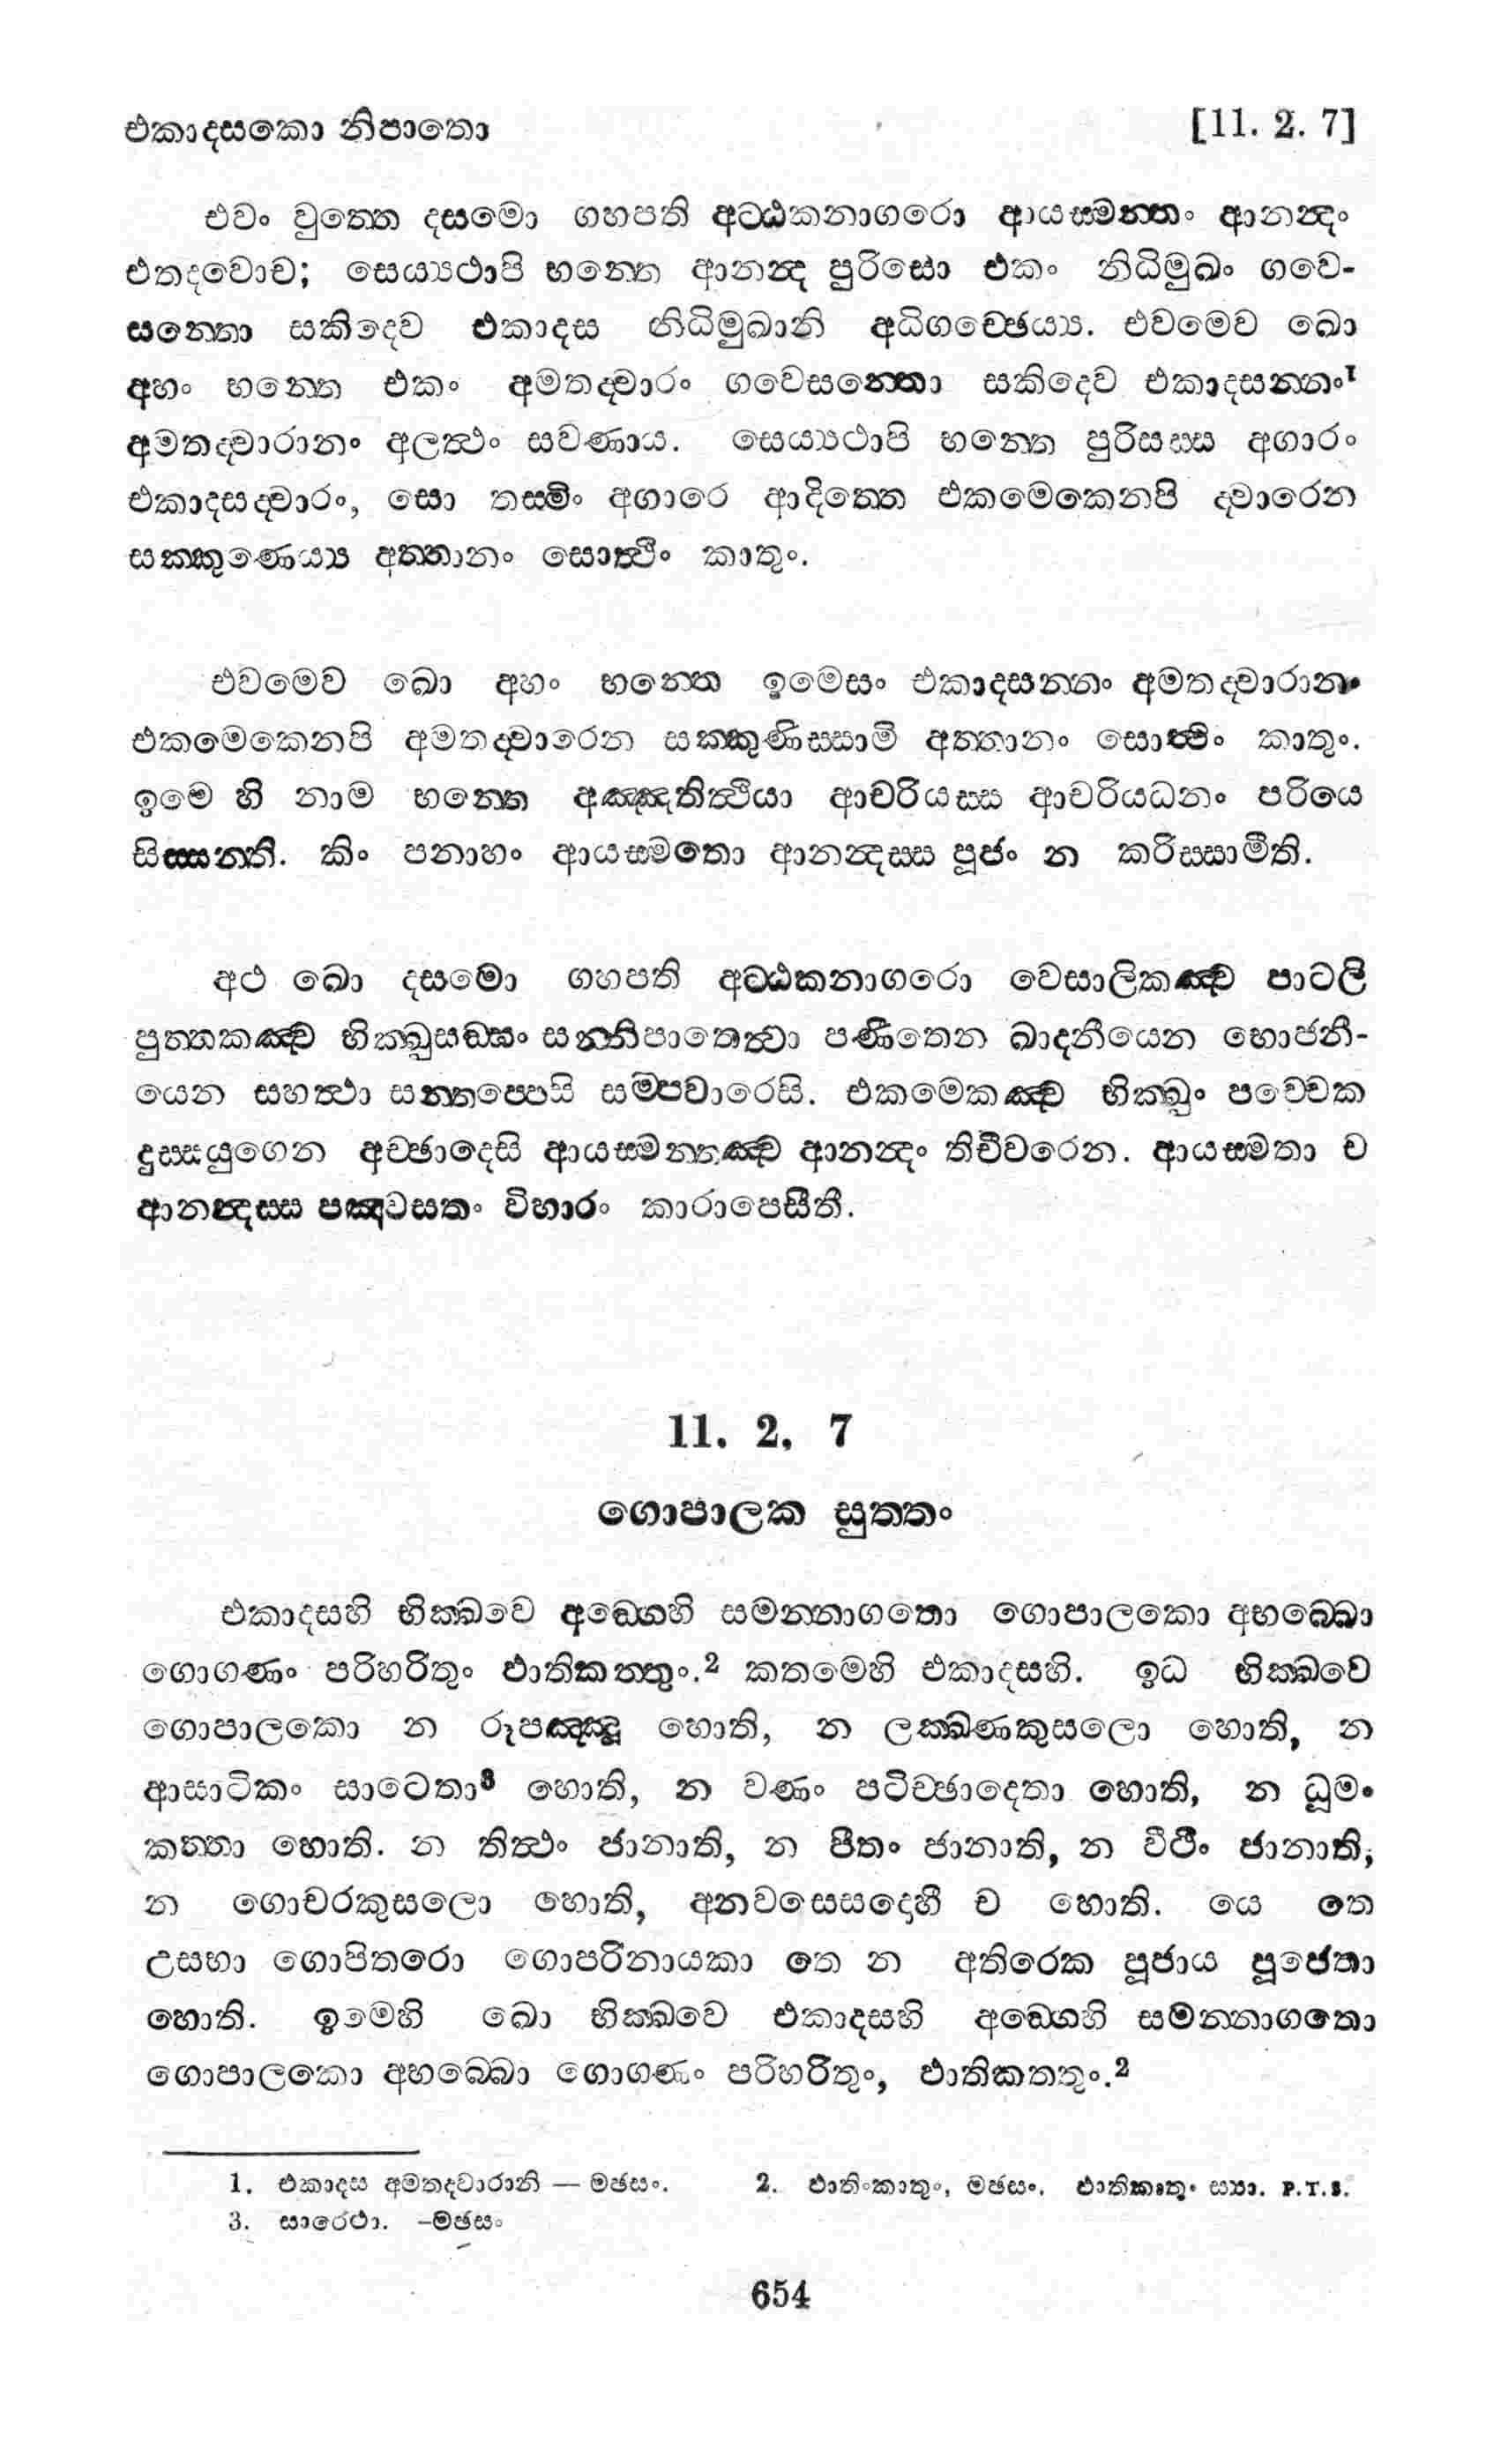 එකාදසකො නිපාතො [11. 2. 7]
එවං වුත්තෙ දසමො ගහපති අට්ඨකනාගරො ආයස්මන්තං ආනන්දං
එතදවොච; සෙය්‍යථාපි භන්තෙ ආනන්ද පුරිසො එකං නිධිමුඛං ගවෙ-
සන්තො සකිදෙව එකාදස නිධිමුඛානි අධිගච්ඡෙය්‍ය. එවමෙව ඛො
අහං භන්තෙ එකං අමතද්වාරං ගවෙසන්තො සකිදෙව එකාදසන්නං¹
අමතද්වාරානං අලත්ථං සවණාය. සෙය්‍යථාපි භන්තෙ පුරිසස්ස අගාරං
එකාදසද්වාරං, සො තස්මිං අගාරෙ ආදිත්තෙ එකමෙකෙනපි ද්වාරෙන
සක්කුණෙය්‍ය අත්තානං සොත්ථිං කාතුං.
එවමෙව ඛො අහං භන්තෙ ඉමෙසං එකාදසන්නං අමතද්වාරානං
එකමෙකෙනපි අමතද්වාරෙන සක්කුණිස්සාමි අත්තානං සොත්ථිං කාතුං.
ඉමෙ හි නාම භන්තෙ අඤ්ඤතිත්ථියා ආචරියස්ස ආචරියධනං පරියෙ
සිස්සන්ති. කිං පනාහං ආයස්මතො ආනන්දස්ස පූජං න කරිස්සාමීති.
අථ ඛො දසමො ගහපති අට්ඨකනාගරො වෙසාලිකඤ්ච පාටලි
පුත්තකඤ්ච භික්ඛුසඞ්ඝං සන්නිපාතෙත්වා පණීතෙන ඛාදනීයෙන භොජනී-
යෙන සහත්ථා සන්තප්පෙසි සම්පවාරෙසි. එකමෙකඤ්ච භික්ඛුං පච්චෙක
දුස්සයුගෙන අච්ඡාදෙසි ආයස්මන්තඤ්ච ආනන්දං තිචීවරෙන. ආයස්මතා ච
ආනන්දස්ස පඤ්චසතං විහාරං කාරාපෙසීති.
11. 2. 7
ගොපාලක සුත්තං
එකාදසහි භික්ඛවෙ අඞ්ගෙහි සමන්නාගතො ගොපාලකො අභබ්බො
ගොගණං පරිහරිතුං ඵාතිකත්තුං.² කතමෙහි එකාදසහි. ඉධ භික්ඛවෙ
ගොපාලකො න රූපඤ්ඤූ හොති, න ලක්ඛණකුසලො හොති, න
ආසාටිකං සාටෙතා³ හොති, න වණං පටිච්ඡාදෙතා හොති, න ධූමං
කත්තා හොති. න තිත්ථං ජානාති, න පීතං ජානාති, න වීථිං ජානාති,
න ගොචරකුසලො හොති, අනවසෙසදොහී ච හොති. යෙ තෙ
උසභා ගොපිතරො ගොපරිනායකා තෙ න අතිරෙක පූජාය පූජෙතා
හොති. ඉමෙහි ඛො භික්ඛවෙ එකාදසහි අඞ්ගෙහි සමන්නාගතො
ගොපාලකො අභබ්බො ගොගණං පරිහරිතුං, ඵාතිකත්තුං.²
1. එකාදස අමතද්වාරානි — මඡසං. 2. ඵාතිංකාතුං, මඡසං. ඵාතිකාතුං ස්‍යා. P.T.S.
3. සාරෙථා. -මඡසං
654